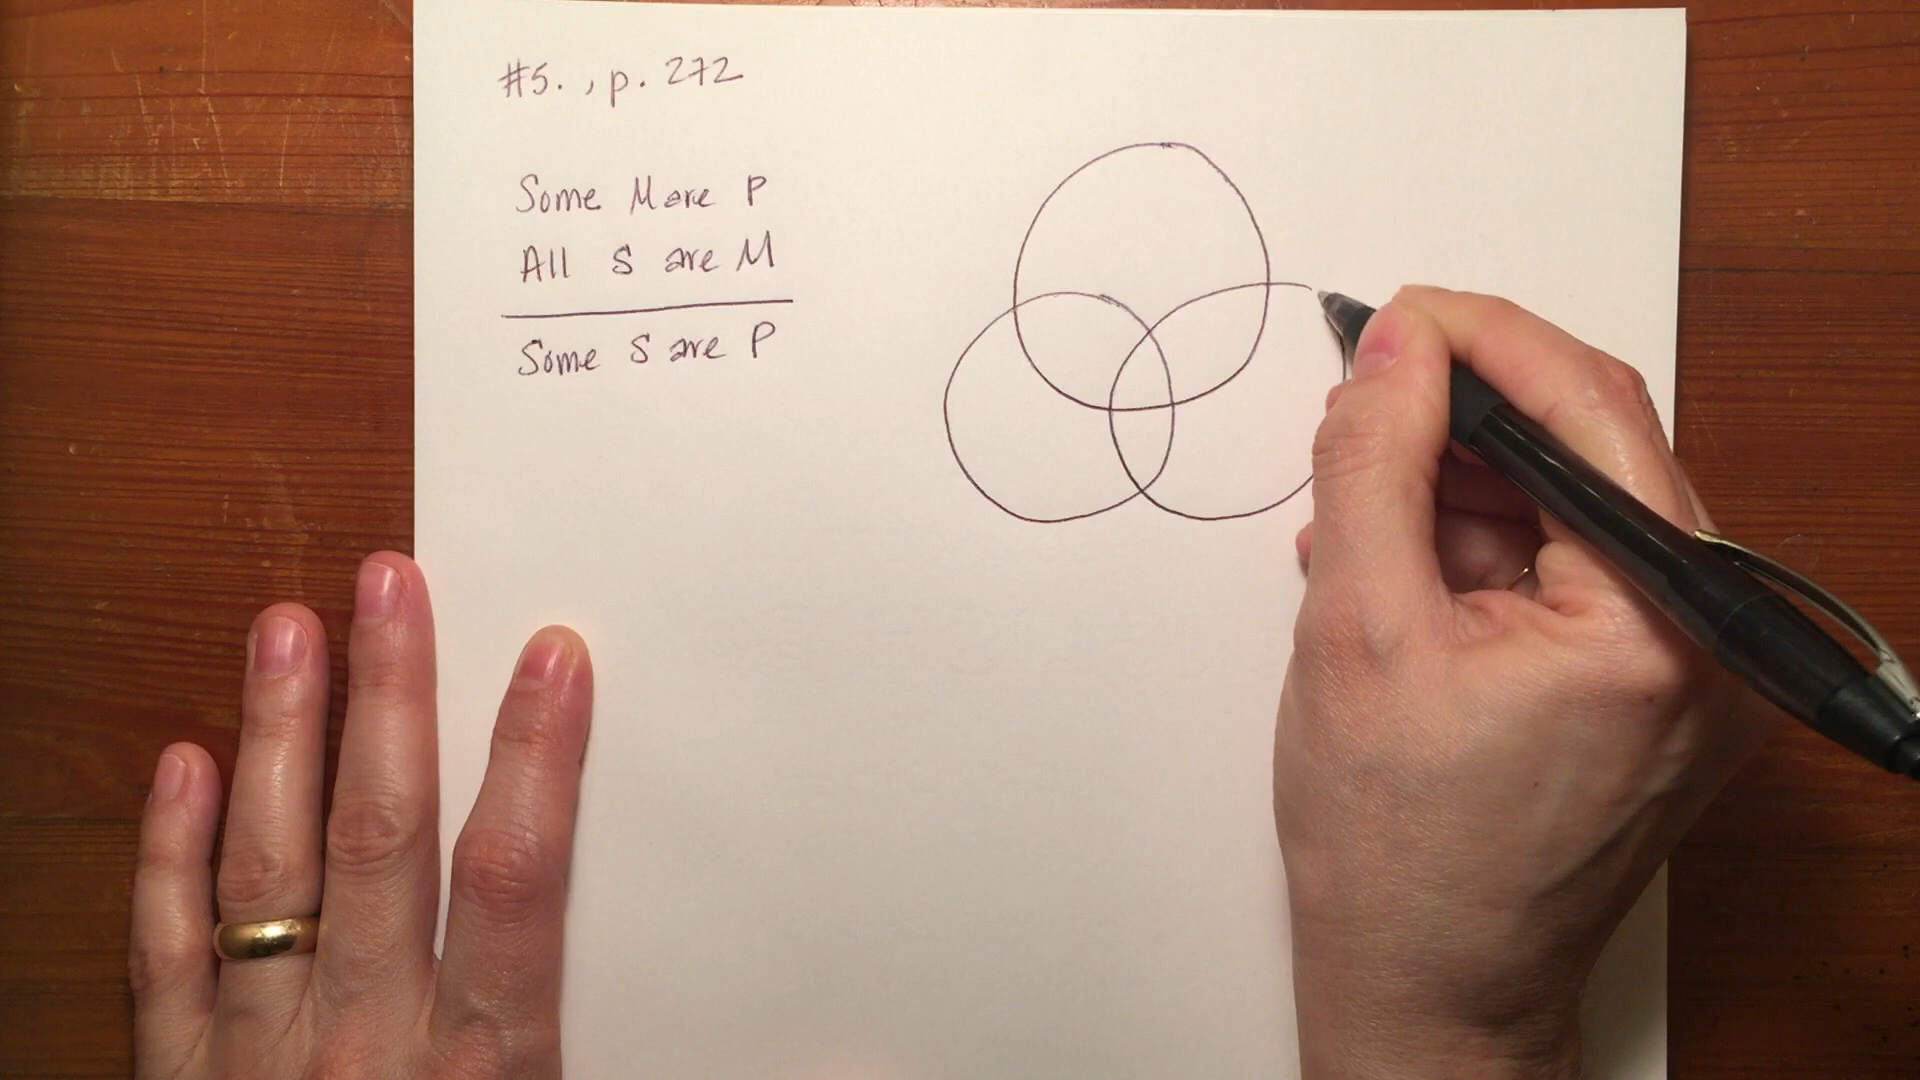 #5., p. 272
Some M are P
All S are M
Some S are P